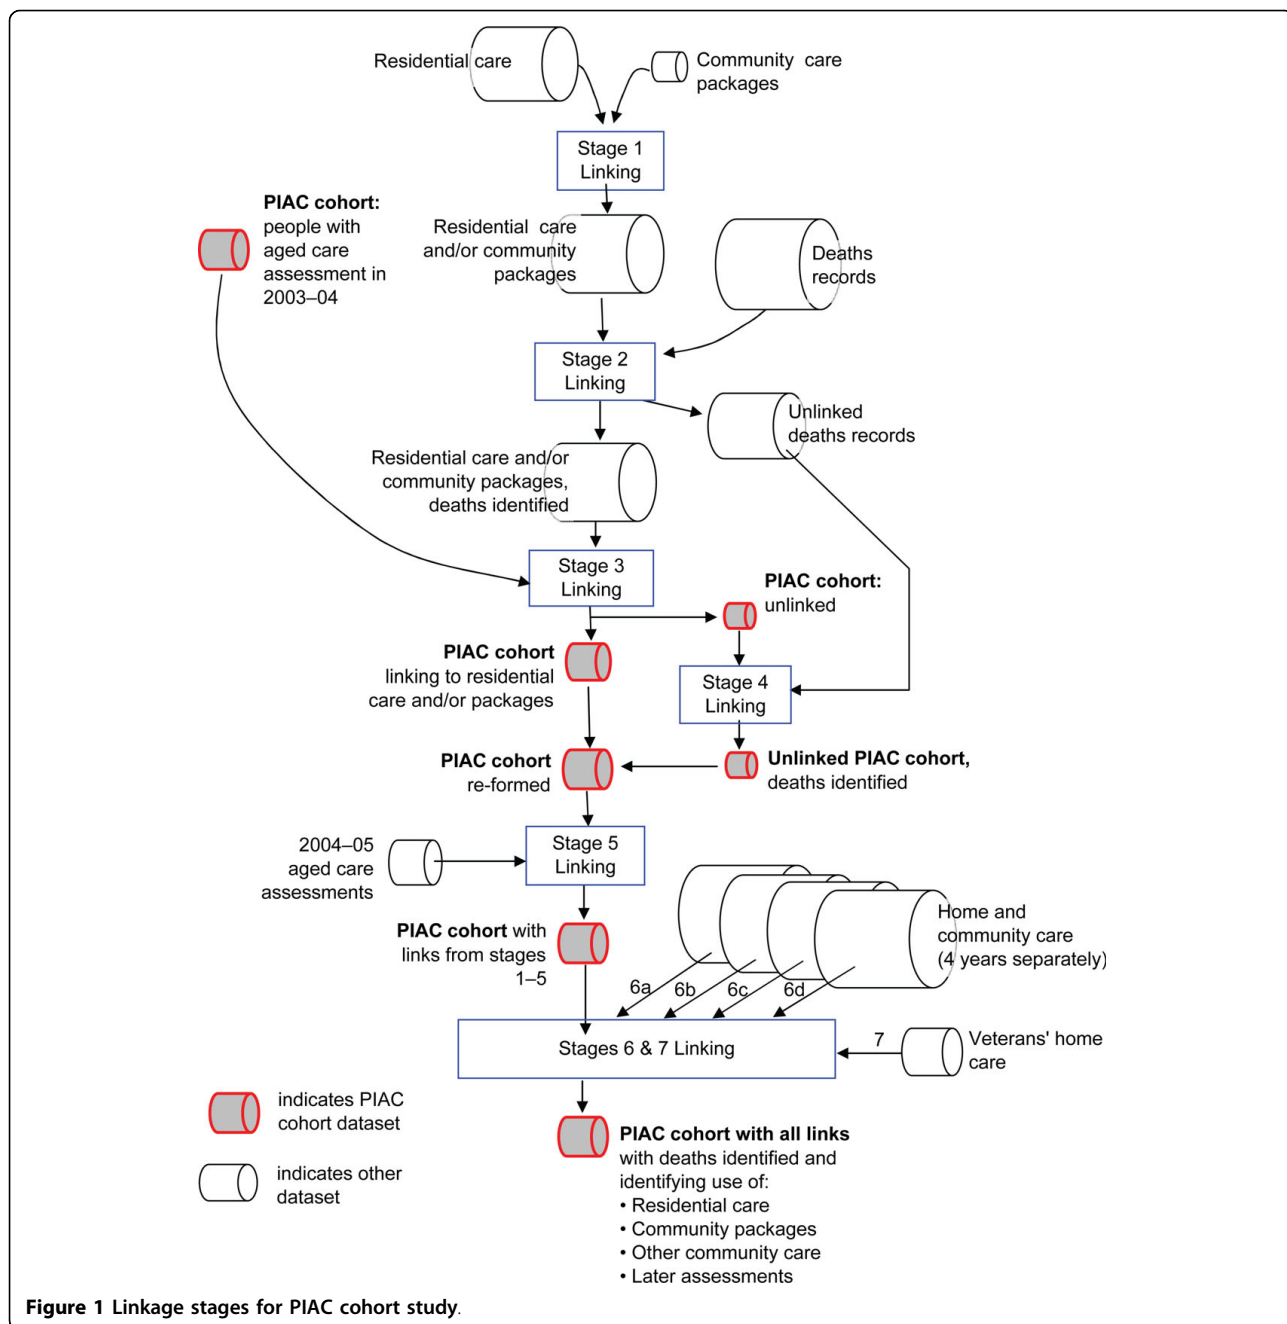 Residential care
Community care
packages
Stage 1
Linking
PIAC cohort:
people with
aged care
assessment in
2003–04
Residential care
and/or community
packages
Deaths
records
Stage 2
Linking
Unlinked
deaths records
Residential care and/or
community packages,
deaths identified
Stage 3
Linking
PIAC cohort:
unlinked
PIAC cohort
linking to residential
care and/or packages
Stage 4
Linking
PIAC cohort
re-formed
Unlinked PIAC cohort,
deaths identified
2004–05
aged care
assessments
Stage 5
Linking
PIAC cohort with
links from stages
1–5
Home and
community care
(4 years separately)
6a
6b
6c
6d
Stages 6 & 7 Linking
7
Veterans' home
care
indicates PIAC
cohort dataset
indicates other
dataset
PIAC cohort with all links
with deaths identified and
identifying use of:
• Residential care
• Community packages
• Other community care
• Later assessments
Figure 1 Linkage stages for PIAC cohort study.